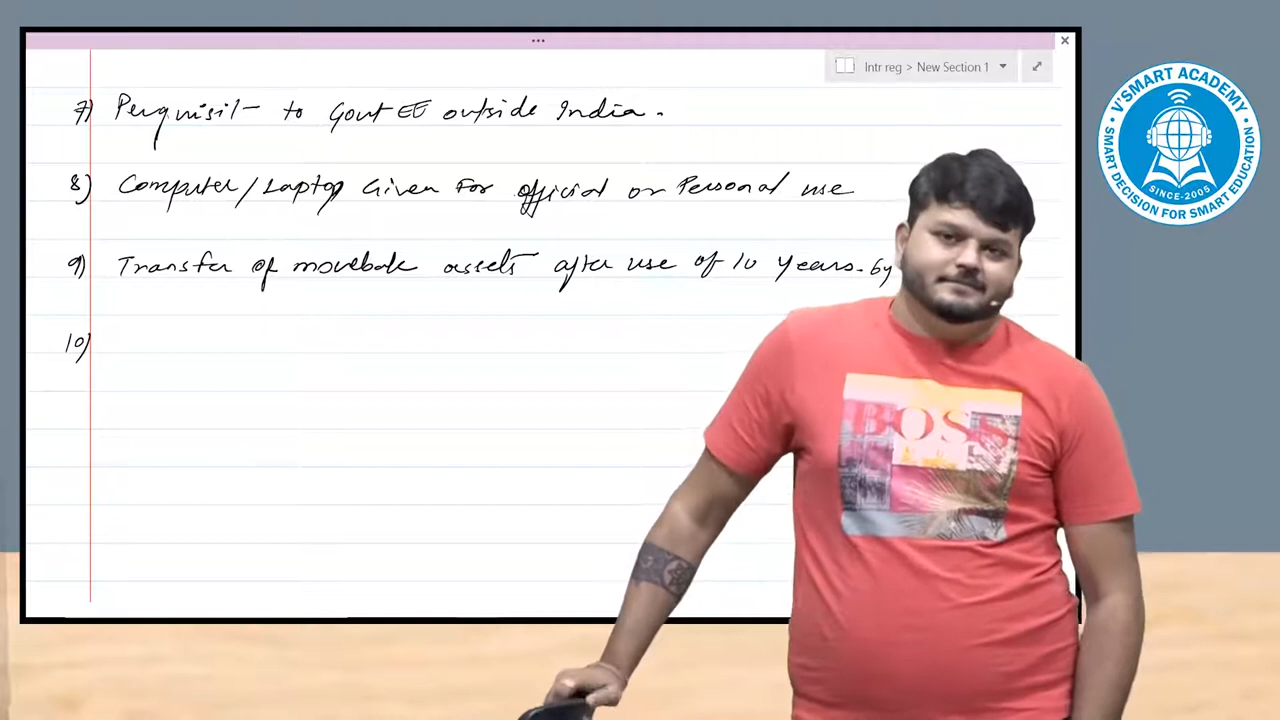 Intr reg > New Section 1
7) Perquisit to Govt EE outside India.
8) Computer/Laptop Given For official or Personal use
9) Transfer of movebale assets after use of 10 years. by
10)
BOSS
V'SMART ACADEMY
SINCE-2005
SMART DECISION FOR SMART EDUCATION